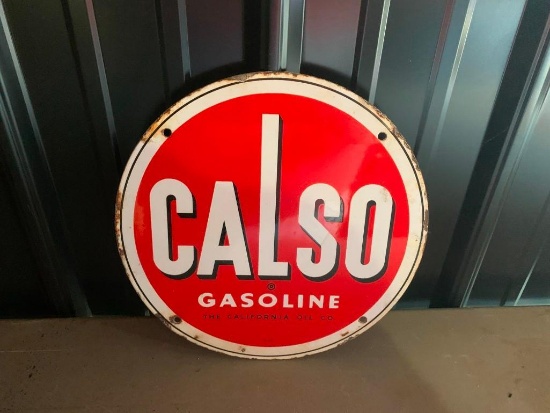 CALSO
®
GASOLINE
THE CALIFORNIA OIL CO.